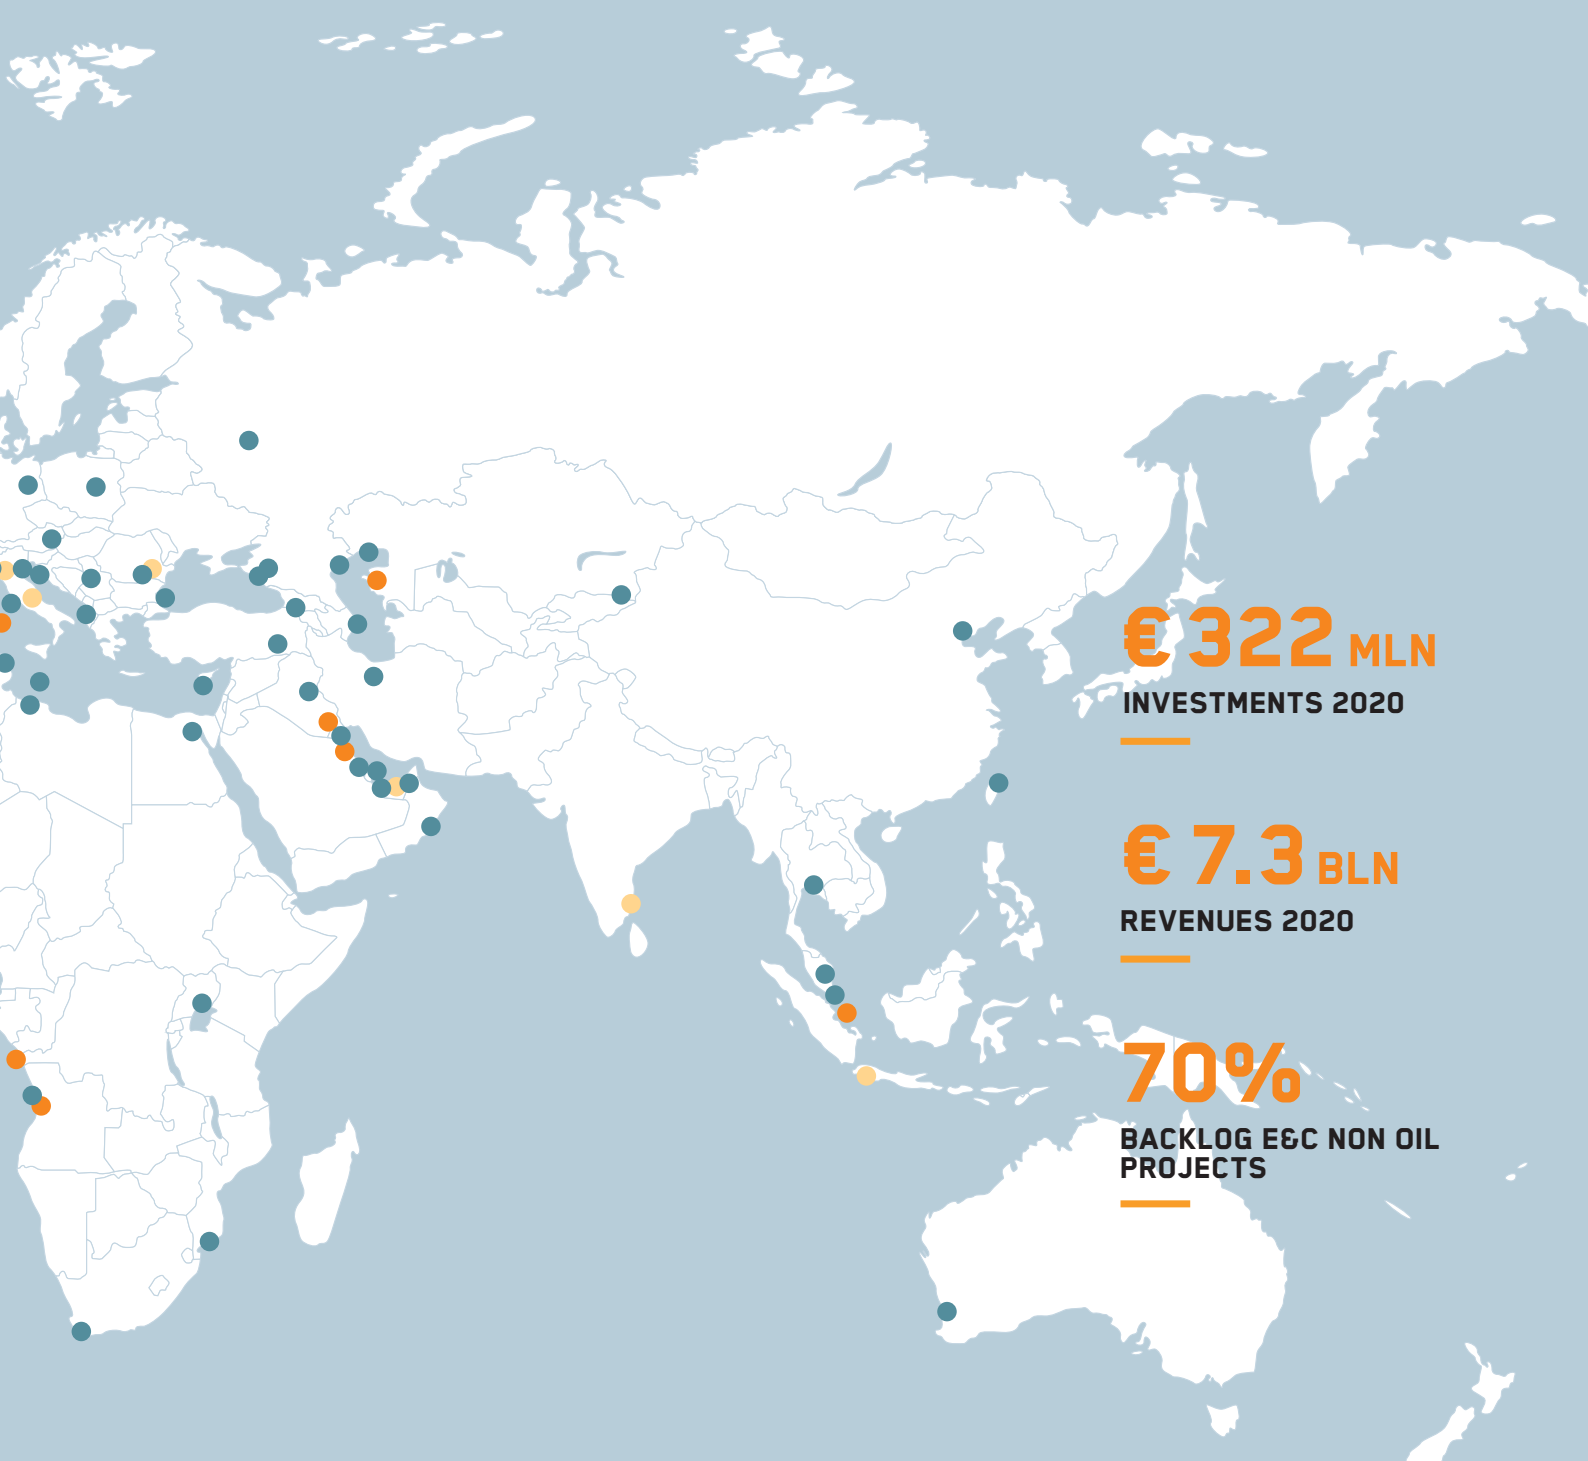 € 322 MLN
INVESTMENTS 2020
€ 7.3 BLN
REVENUES 2020
70%
BACKLOG E&C NON OIL
PROJECTS